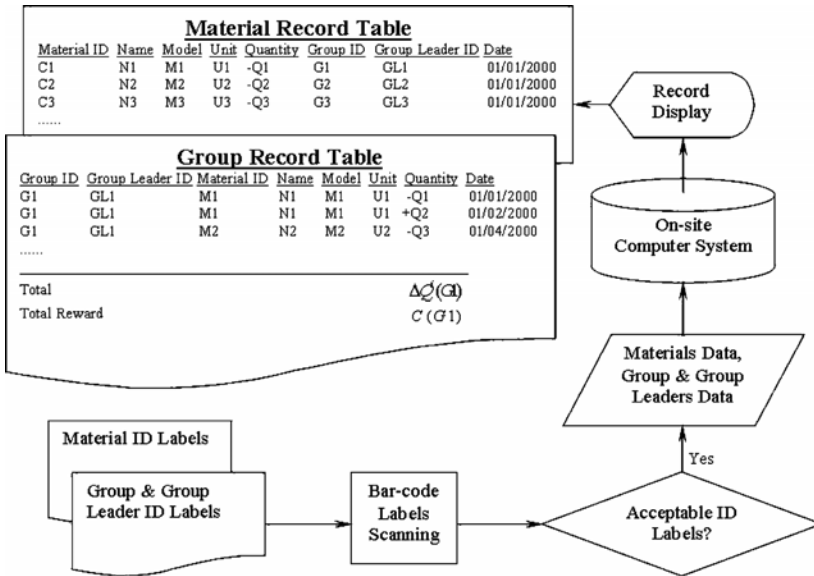 Material Record Table
Material ID Name Model Unit Quantity Group ID Group Leader ID Date
C1 N1 M1 U1 -Q1 G1 GL1 01/01/2000
C2 N2 M2 U2 -Q2 G2 GL2 01/01/2000
C3 N3 M3 U3 -Q3 G3 GL3 01/01/2000
......
Group Record Table
Group ID Group Leader ID Material ID Name Model Unit Quantity Date
G1 GL1 M1 N1 M1 U1 -Q1 01/01/2000
G1 GL1 M1 N1 M1 U1 +Q2 01/02/2000
G1 GL1 M2 N2 M2 U2 -Q3 01/04/2000
......
Total ΔQ(G1)
Total Reward C(G1)
Record
Display
On-site
Computer System
Materials Data,
Group & Group
Leaders Data
Yes
Material ID Labels
Group & Group
Leader ID Labels
Bar-code
Labels
Scanning
Acceptable ID
Labels?